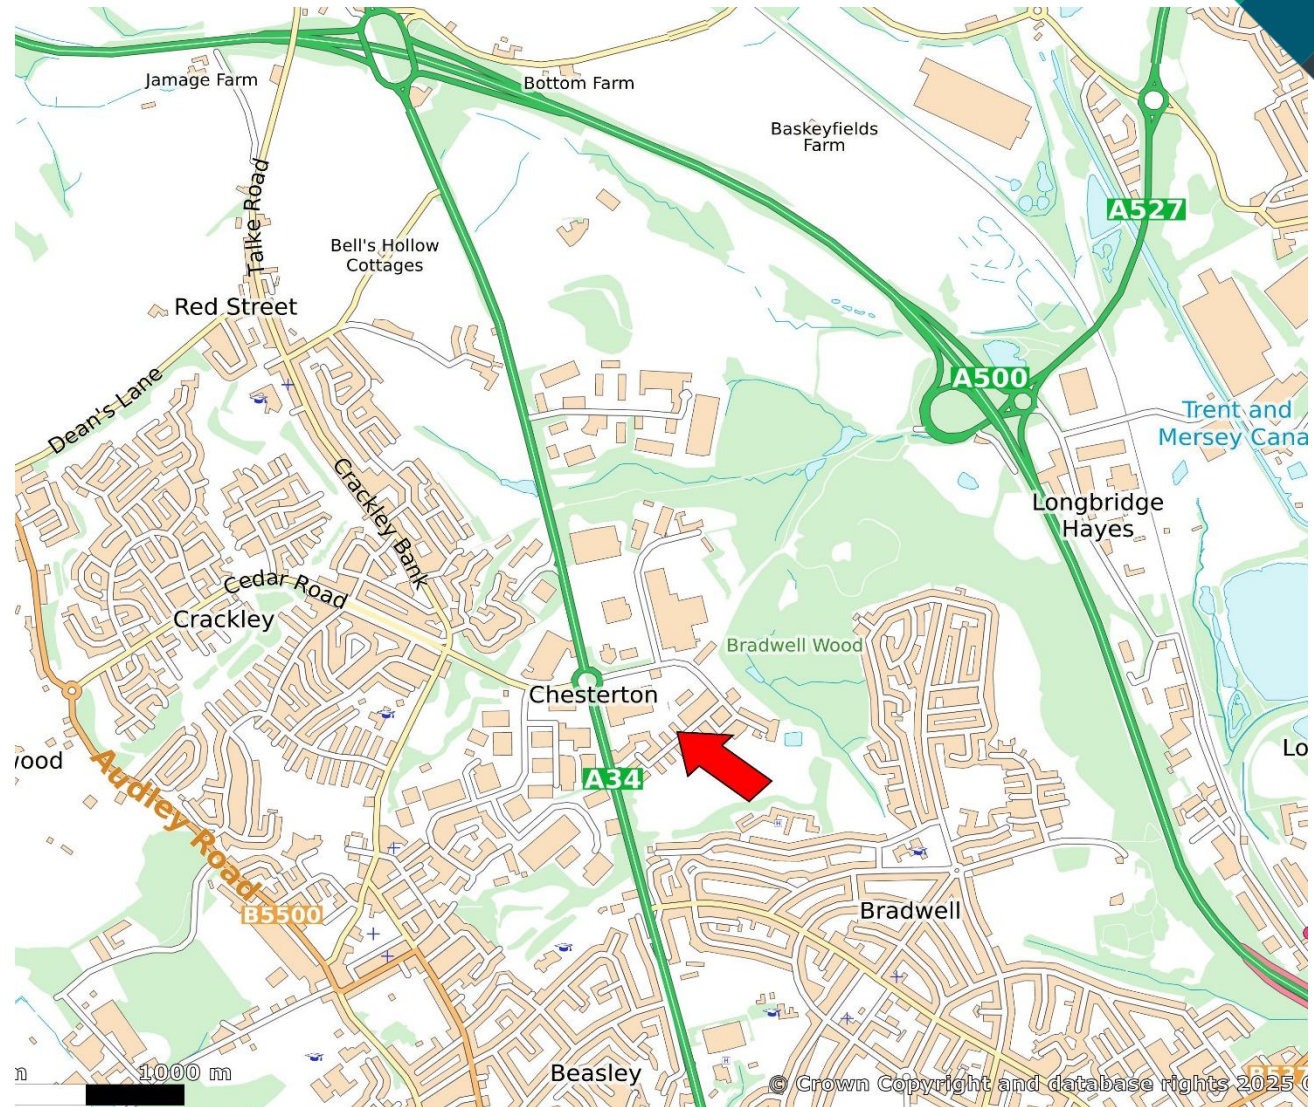 Jamage Farm
Bottom Farm
Baskeyfields
Farm
Talke Road
A527
Bell's Hollow
Cottages
Red Street
Dean's Lane
A500
Trent and
Mersey Cana
Crackley Bank
Longbridge
Hayes
Cedar Road
Crackley
Bradwell Wood
Chesterton
wood
Lo
A34
Audley Road
B5500
Bradwell
H
H
Beasley
m
1000 m
© Crown Copyright and database rights 2025